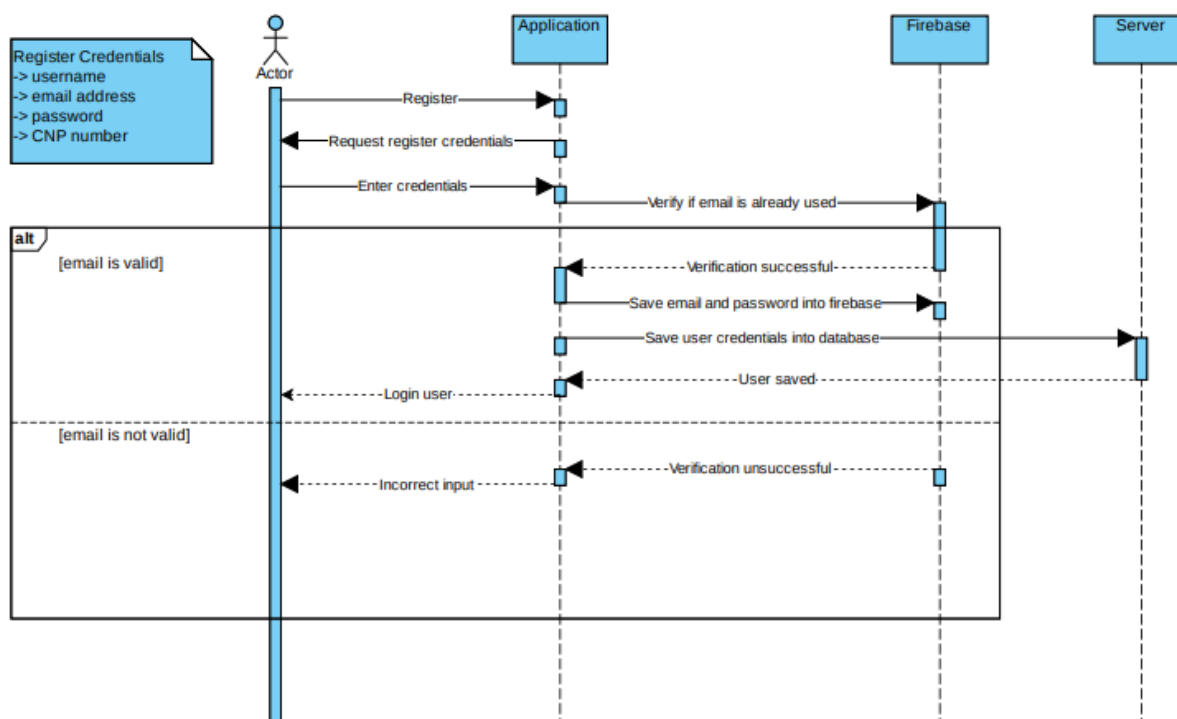 Application
Firebase
Server
Register Credentials
-> username
-> email address
-> password
-> CNP number
Actor
Register
Request register credentials
Enter credentials
Verify if email is already used
alt
[email is valid]
Verification successful
Save email and password into firebase
Save user credentials into database
User saved
Login user
[email is not valid]
Verification unsuccessful
Incorrect input